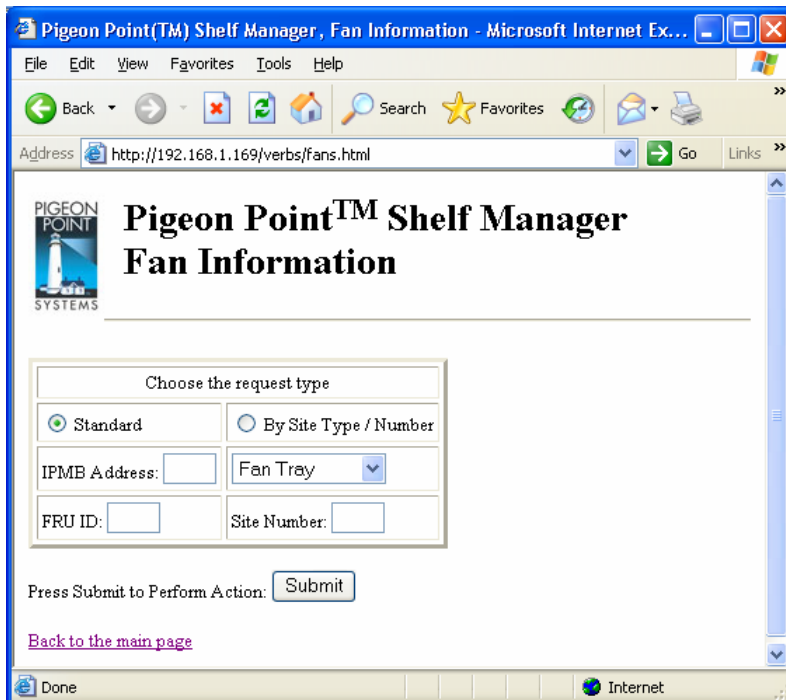 Pigeon Point(TM) Shelf Manager, Fan Information - Microsoft Internet Ex...
File Edit View Favorites Tools Help
Back Search Favorites »
Address http://192.168.1.169/verbs/fans.html Go Links »
PIGEON
POINT
SYSTEMS
Pigeon Point™ Shelf Manager
Fan Information
Choose the request type
Standard By Site Type / Number
IPMB Address: Fan Tray
FRU ID: Site Number:
Press Submit to Perform Action: Submit
Back to the main page
Done Internet